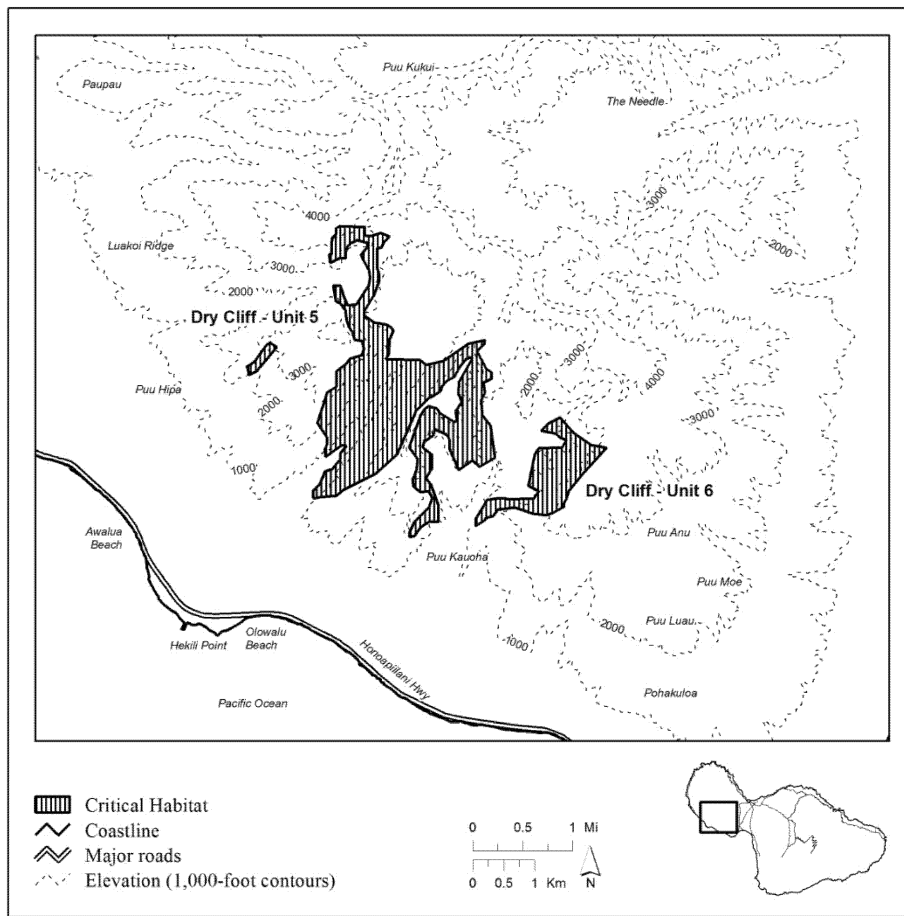 Puu Kukui
Paupau
The Needle
3000
4000
Luakoi Ridge
2000
3000
2000
Dry Cliff - Unit 5
3000
3000
2000
4000
Puu Hipa
2000
3000
1000
Dry Cliff - Unit 6
Awalua
Beach
Puu Anu
Puu Kauoha
Puu Moe
2000
Puu Luau
1000
Hekili Point
Olowalu
Beach
Honoapiilani Hwy
Pohakuloa
Pacific Ocean
Critical Habitat
Coastline
Major roads
Elevation (1,000-foot contours)
0 0.5 1 Mi
0 0.5 1 Km
N